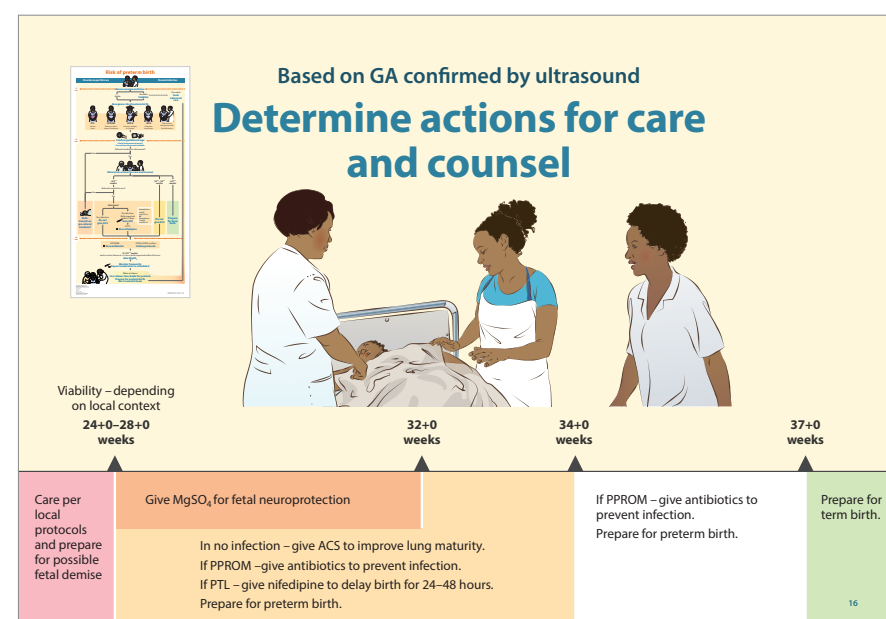 Risk of preterm birth
Based on GA confirmed by ultrasound
Determine actions for care
and counsel
Viability – depending
on local context
24+0–28+0
weeks
32+0
weeks
34+0
weeks
37+0
weeks
Care per
local
protocols
and prepare
for possible
fetal demise
Give MgSO₄ for fetal neuroprotection
In no infection – give ACS to improve lung maturity.
If PPROM – give antibiotics to prevent infection.
If PTL – give nifedipine to delay birth for 24–48 hours.
Prepare for preterm birth.
If PPROM – give antibiotics to
prevent infection.
Prepare for preterm birth.
Prepare for
term birth.
16